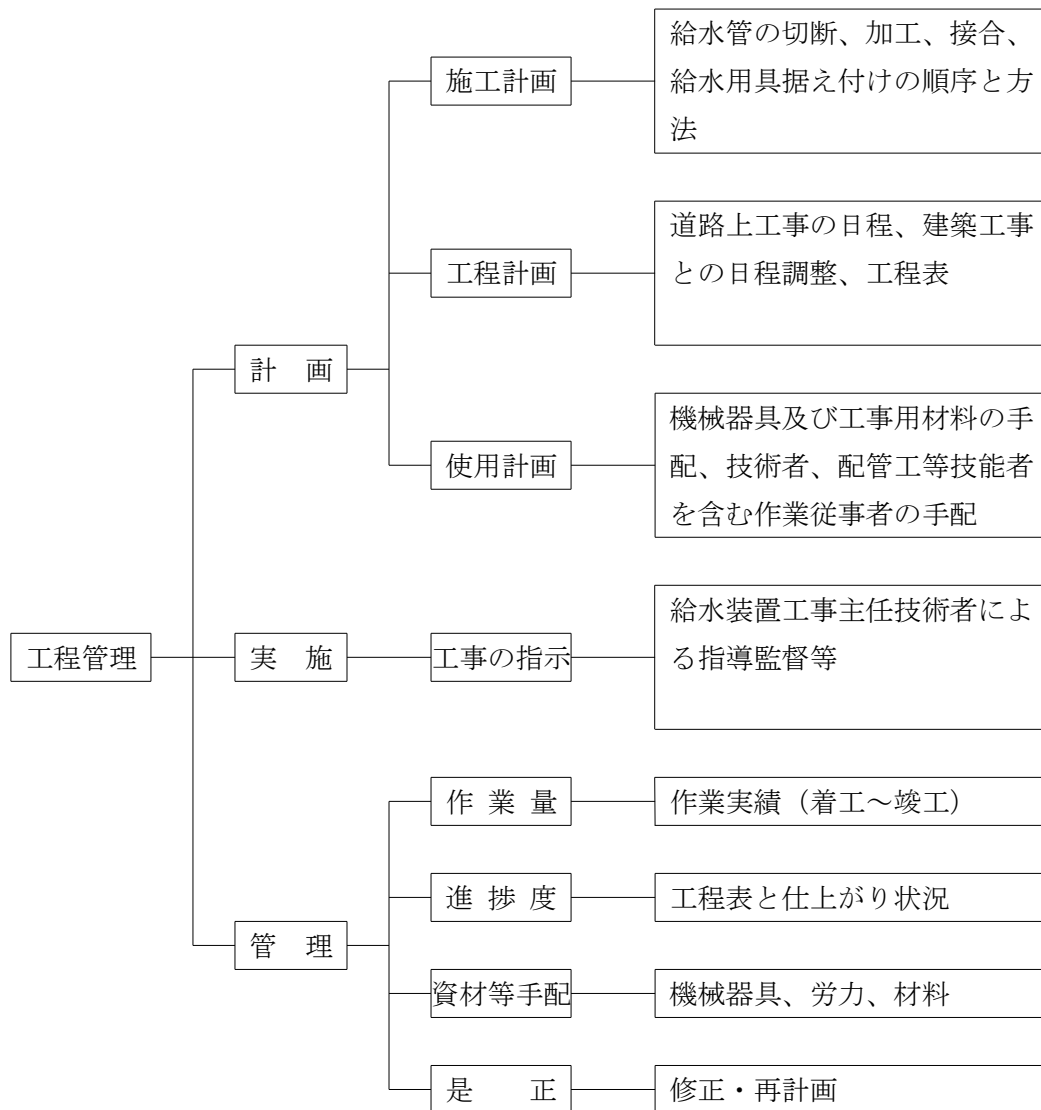 施工計画
給水管の切断、加工、接合、
給水用具据え付けの順序と方
法
工程計画
道路上工事の日程、建築工事
との日程調整、工程表
計　画
使用計画
機械器具及び工事用材料の手
配、技術者、配管工等技能者
を含む作業従事者の手配
工程管理
実　施
工事の指示
給水装置工事主任技術者によ
る指導監督等
作 業 量
作業実績（着工～竣工）
進 捗 度
工程表と仕上がり状況
管　理
資材等手配
機械器具、労力、材料
是　　正
修正・再計画